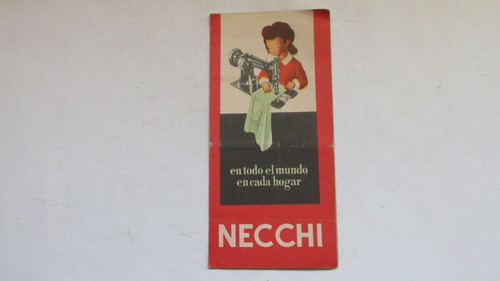 en todo el mundo
en cada hogar
NECCHI